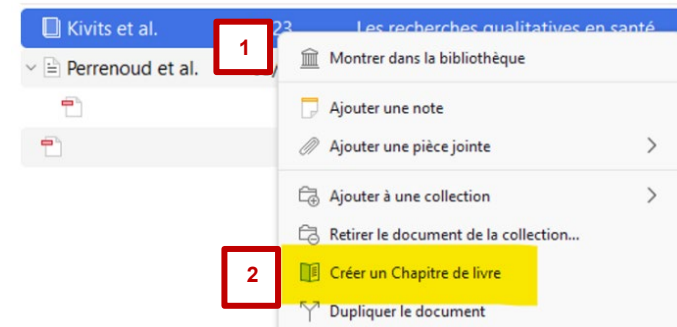 Kivits et al. 23 Les recherches qualitatives en santé
1
Montrer dans la bibliothèque
Perrenoud et al.
Ajouter une note
Ajouter une pièce jointe
Ajouter à une collection
Retirer le document de la collection...
2
Créer un Chapitre de livre
Dupliquer le document